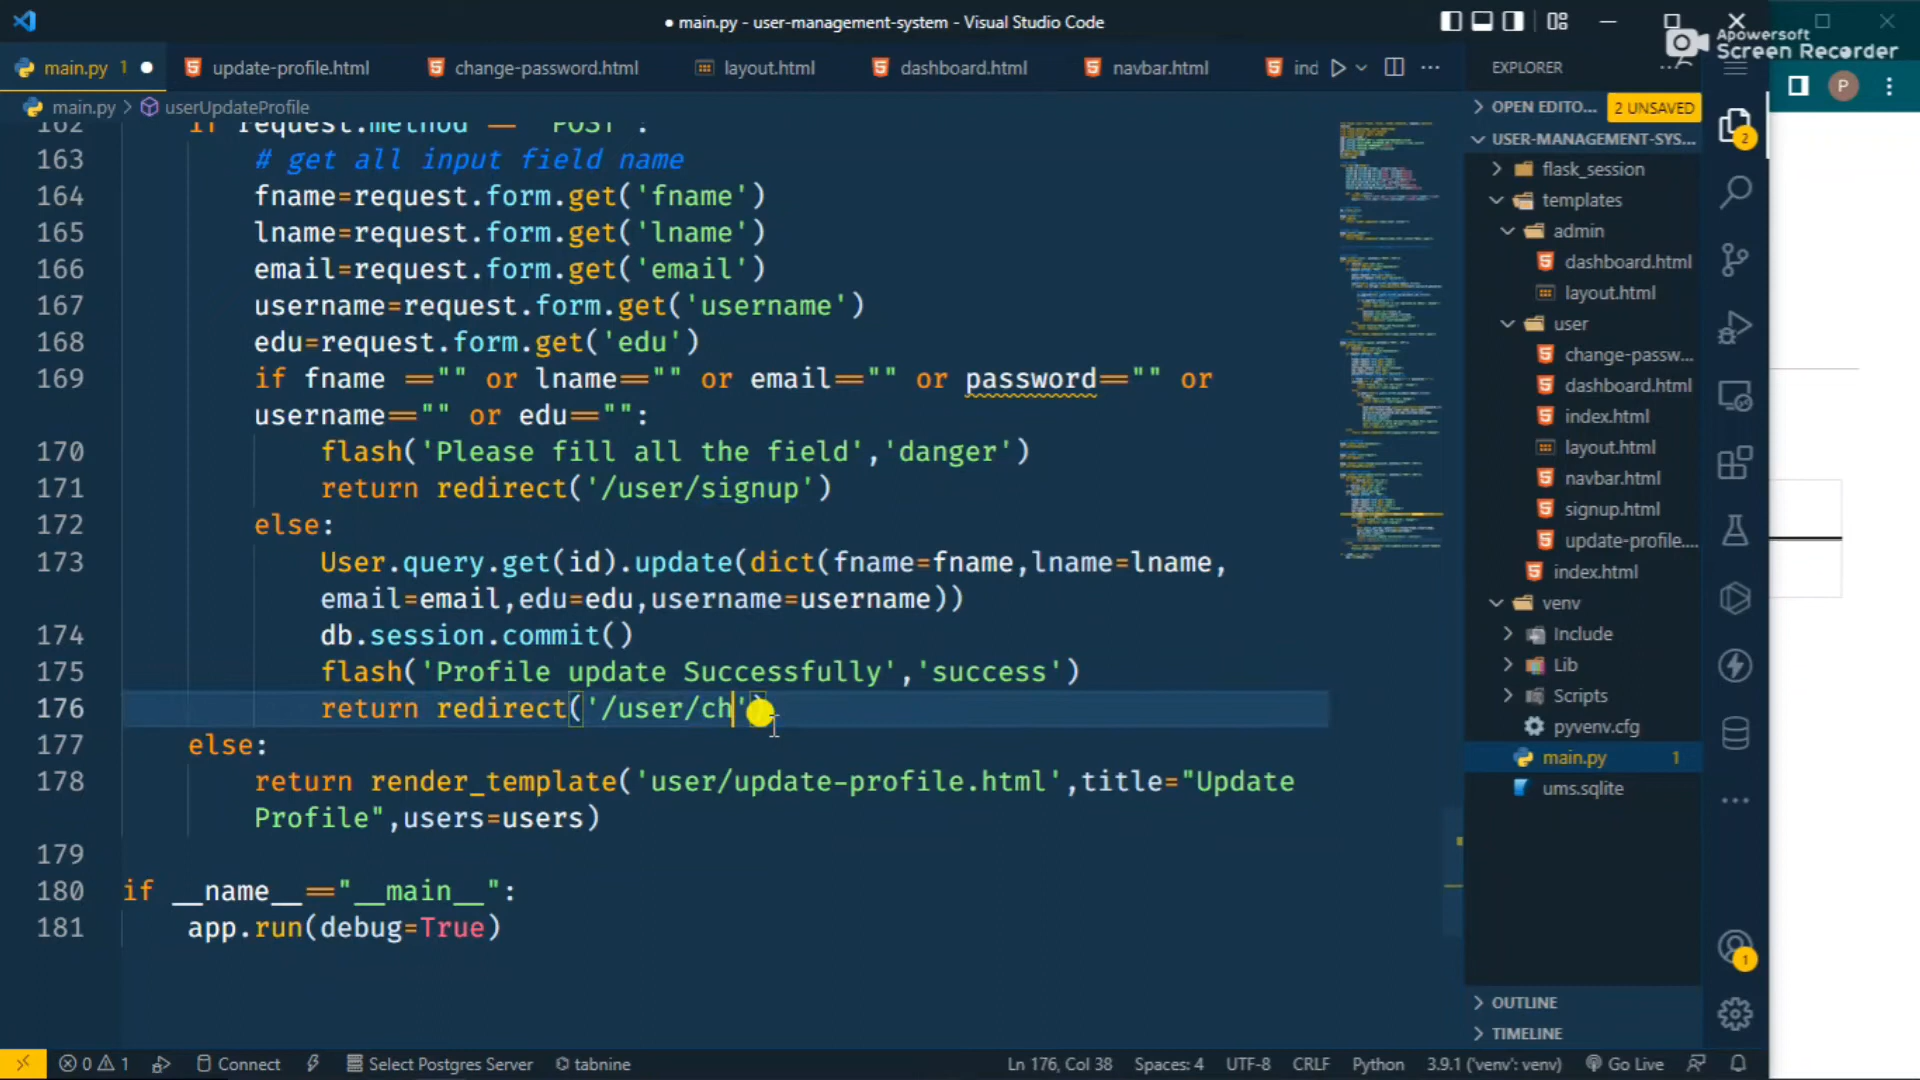 ● main.py - user-management-system - Visual Studio Code
Apowersoft
Screen Recorder
main.py 1 ● update-profile.html change-password.html layout.html dashboard.html navbar.html ind
EXPLORER
main.py > userUpdateProfile
OPEN EDITO... 2 UNSAVED
P
2
USER-MANAGEMENT-SYS...
162 if request.method == 'POST':
163 # get all input field name
164 fname=request.form.get('fname')
165 lname=request.form.get('lname')
166 email=request.form.get('email')
167 username=request.form.get('username')
168 edu=request.form.get('edu')
169 if fname =="" or lname=="" or email=="" or password=="" or
username=="" or edu=="":
170 flash('Please fill all the field','danger')
171 return redirect('/user/signup')
172 else:
173 User.query.get(id).update(dict(fname=fname,lname=lname,
email=email,edu=edu,username=username))
174 db.session.commit()
175 flash('Profile update Successfully','success')
176 return redirect('/user/ch')
177 else:
178 return render_template('user/update-profile.html',title="Update
Profile",users=users)
179
180 if __name__=="__main__":
181 app.run(debug=True)
flask_session
templates
admin
dashboard.html
layout.html
user
change-passw...
dashboard.html
index.html
layout.html
navbar.html
signup.html
update-profile....
index.html
venv
Include
Lib
Scripts
pyvenv.cfg
main.py 1
ums.sqlite
1
OUTLINE
TIMELINE
0 1 Connect Select Postgres Server tabnine Ln 176, Col 38 Spaces: 4 UTF-8 CRLF Python 3.9.1 ('venv': venv) Go Live